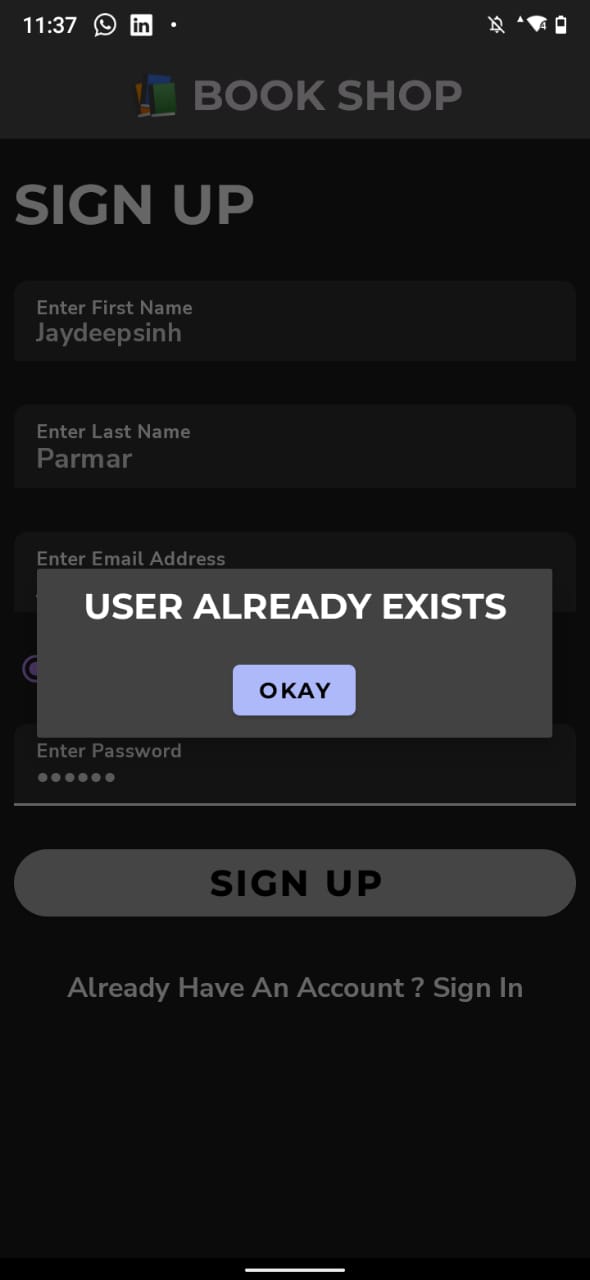 11:37
BOOK SHOP
SIGN UP
Enter First Name
Jaydeepsinh
Enter Last Name
Parmar
Enter Email Address
USER ALREADY EXISTS
OKAY
Enter Password
SIGN UP
Already Have An Account ? Sign In